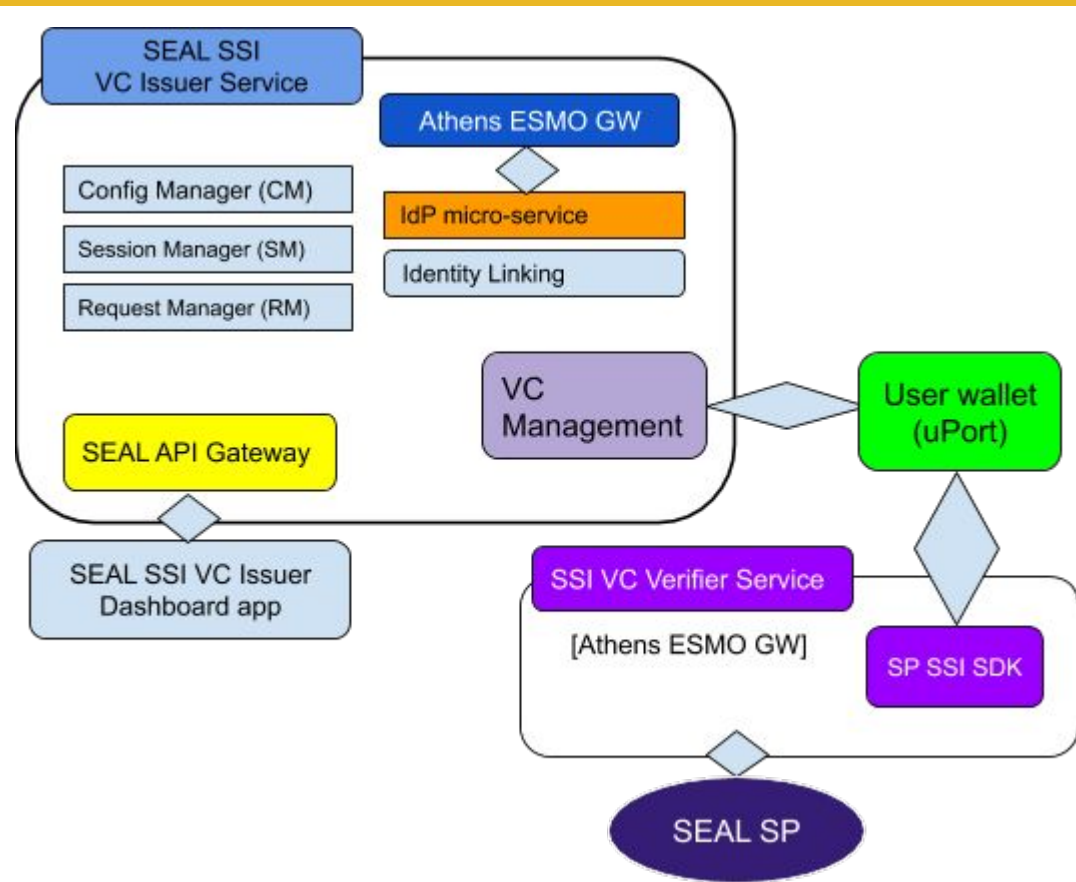 SEAL SSI
VC Issuer Service
Athens ESMO GW
Config Manager (CM)
IdP micro-service
Session Manager (SM)
Identity Linking
Request Manager (RM)
VC
Management
User wallet
(uPort)
SEAL API Gateway
SEAL SSI VC Issuer
Dashboard app
SSI VC Verifier Service
[Athens ESMO GW]
SP SSI SDK
SEAL SP